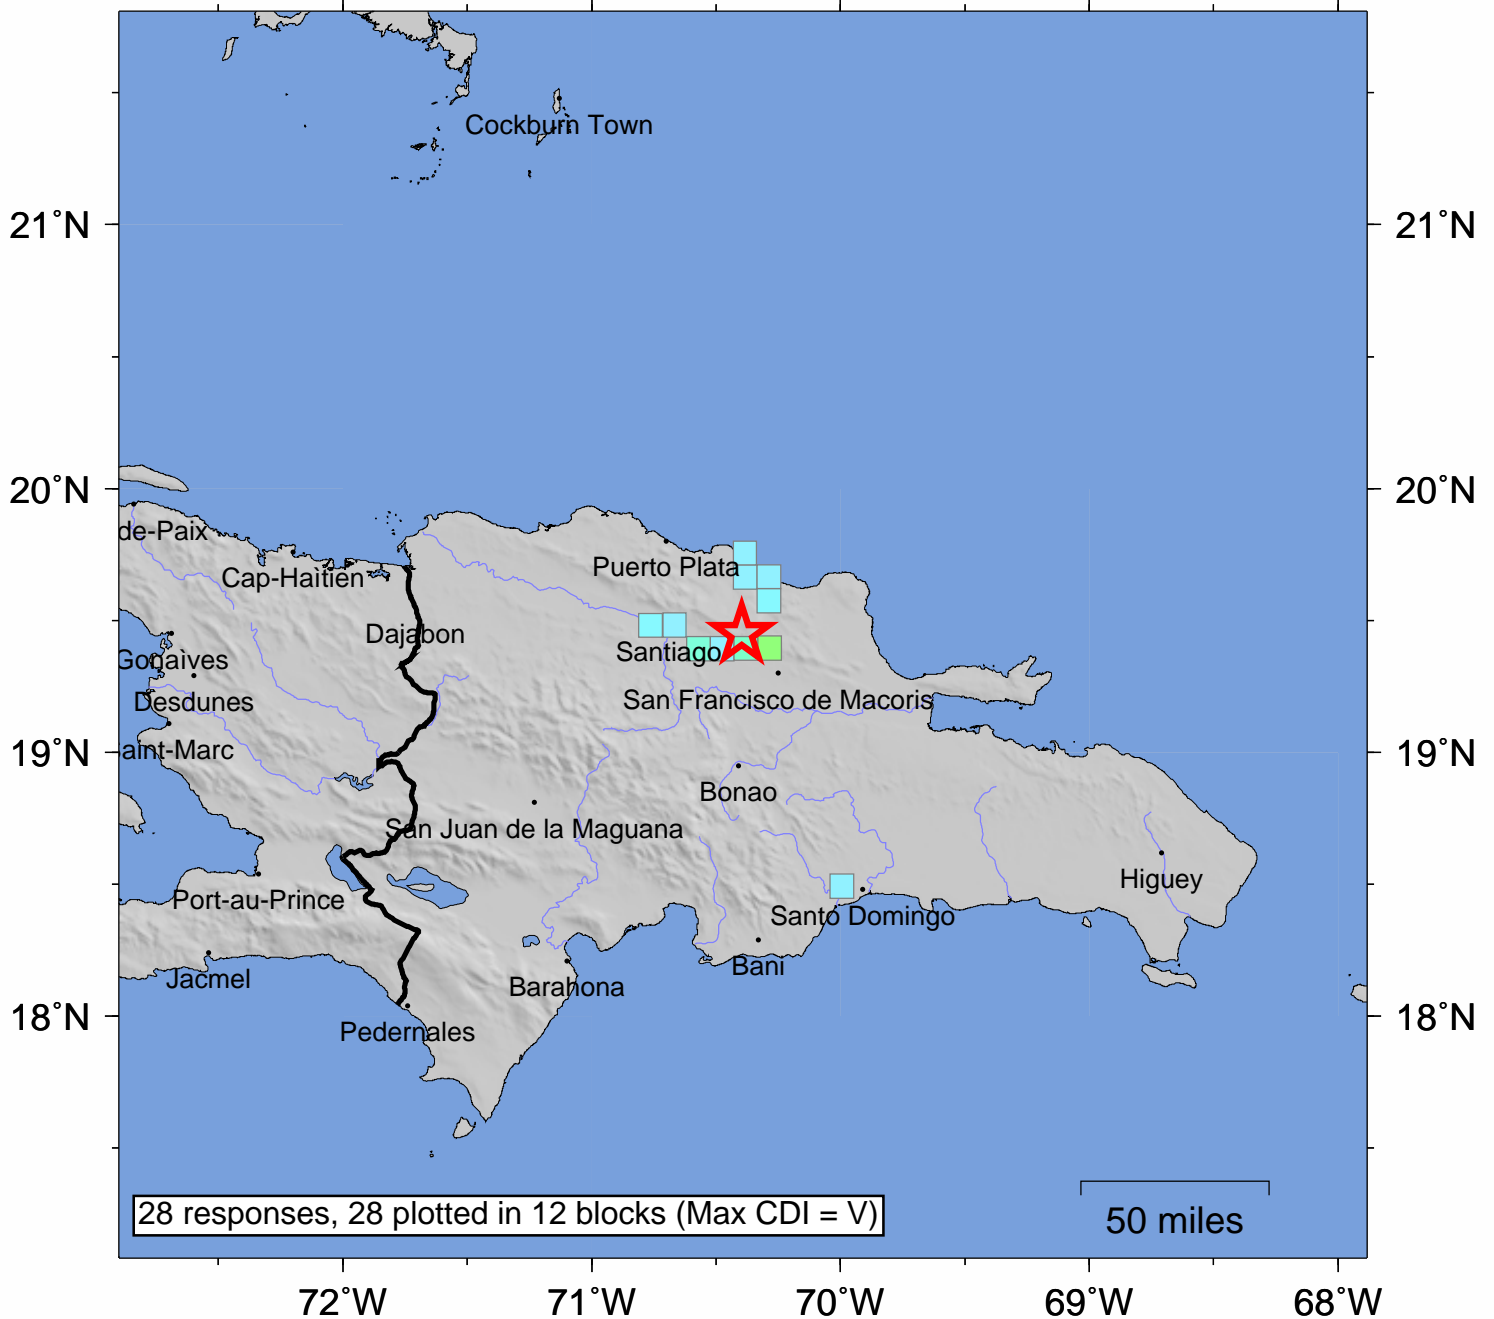 Cockburn Town
21°N
21°N
20°N
20°N
de-Paix
Puerto Plata
Cap-Haïtien
Dajabon
Santiago
Gonaïves
Desdunes
San Francisco de Macoris
19°N
aint-Marc
19°N
Bonao
San Juan de la Maguana
Higuey
Port-au-Prince
Santo Domingo
Bani
Jacmel
Barahona
18°N
18°N
Pedernales
28 responses, 28 plotted in 12 blocks (Max CDI = V)
50 miles
72°W
71°W
70°W
69°W
68°W